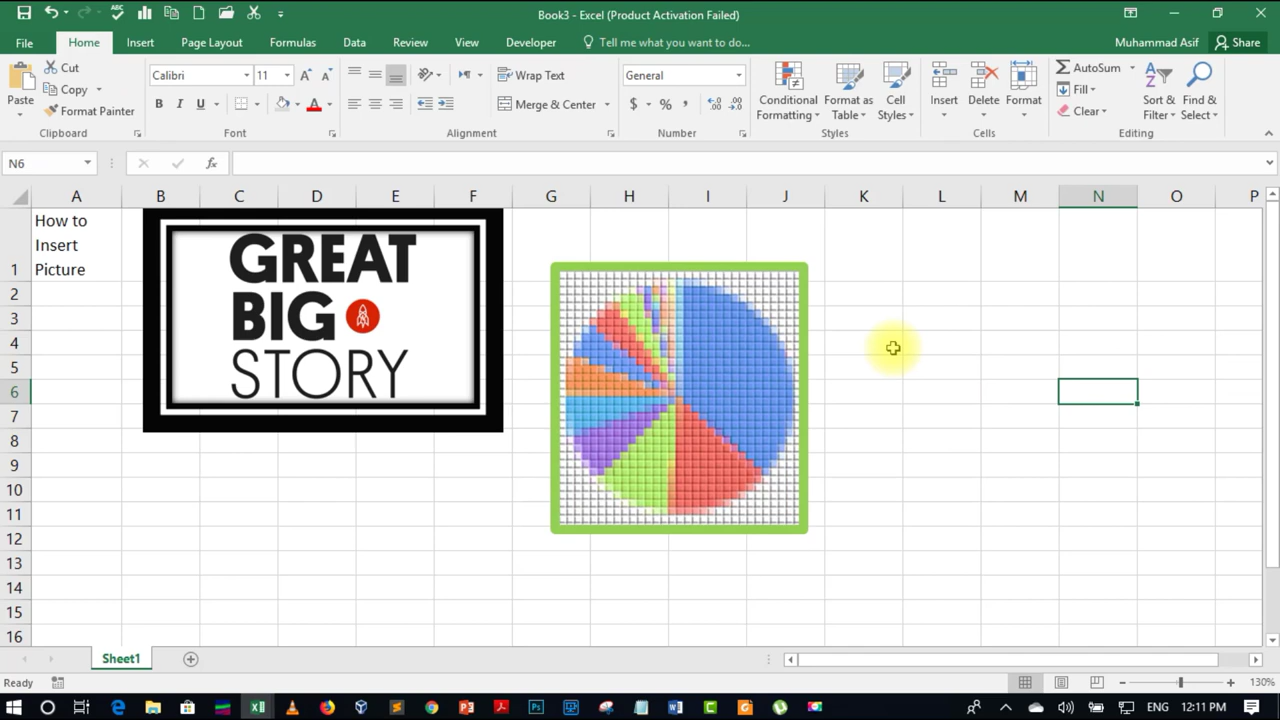 Book3 - Excel (Product Activation Failed)
File Home Insert Page Layout Formulas Data Review View Developer Tell me what you want to do... Muhammad Asif Share
Paste
Cut
Copy
Format Painter
Clipboard
Calibri 11
B I U
Font
Wrap Text
Merge & Center
Alignment
General
$ % ,
Number
Conditional Formatting
Format as Table
Cell Styles
Styles
Insert
Delete
Format
Cells
AutoSum
Fill
Clear
Sort & Filter
Find & Select
Editing
N6 fx
A B C D E F G H I J K L M N O P
How to
Insert
Picture
GREAT
BIG
STORY
1
2
3
4
5
6
7
8
9
10
11
12
13
14
15
16
Sheet1
Ready 130%
ENG 12:11 PM